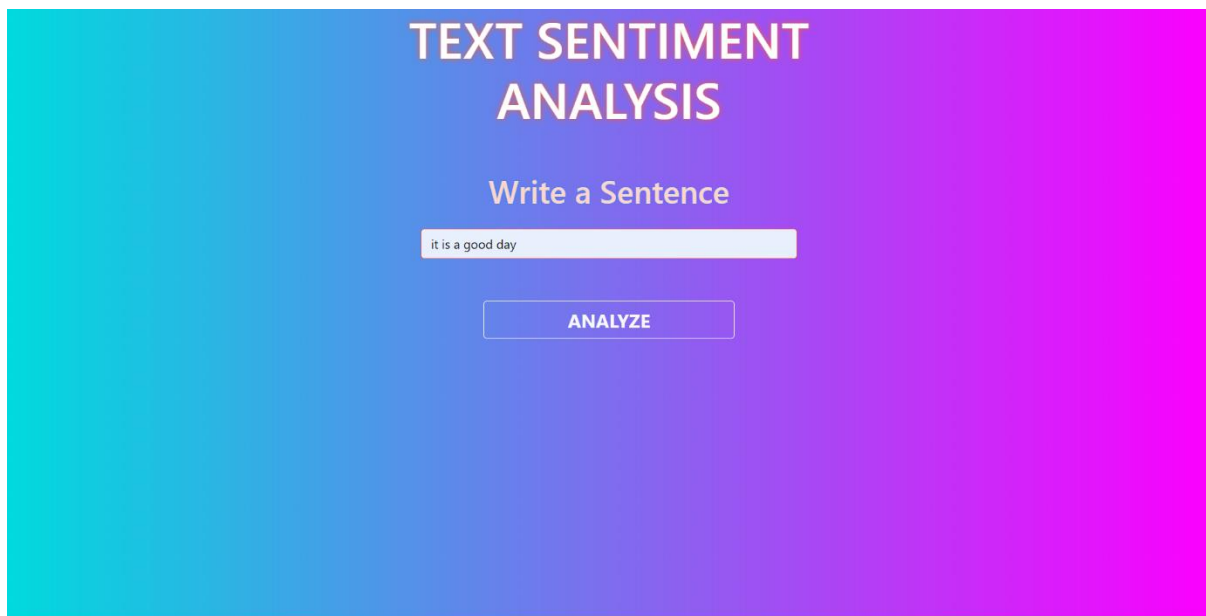 TEXT SENTIMENT
ANALYSIS
Write a Sentence
it is a good day
ANALYZE